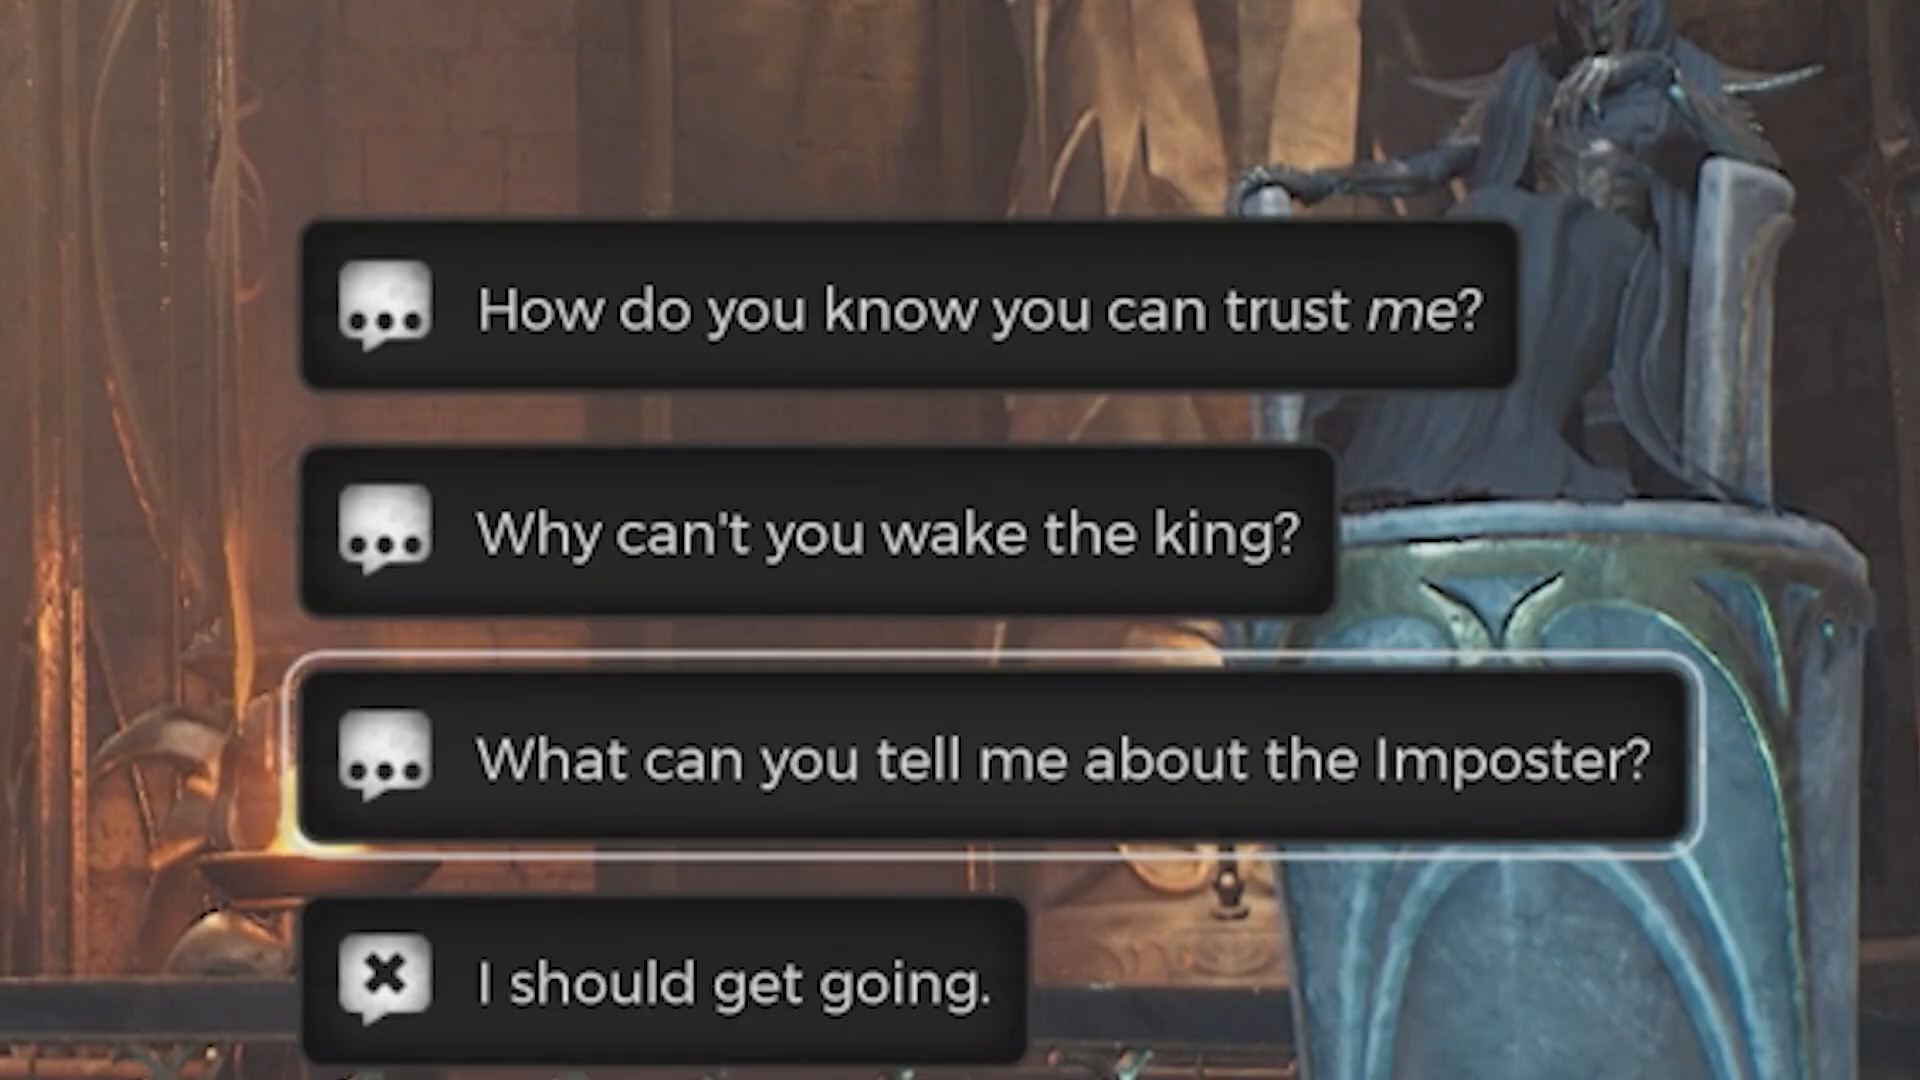 How do you know you can trust me?
Why can't you wake the king?
What can you tell me about the Imposter?
I should get going.